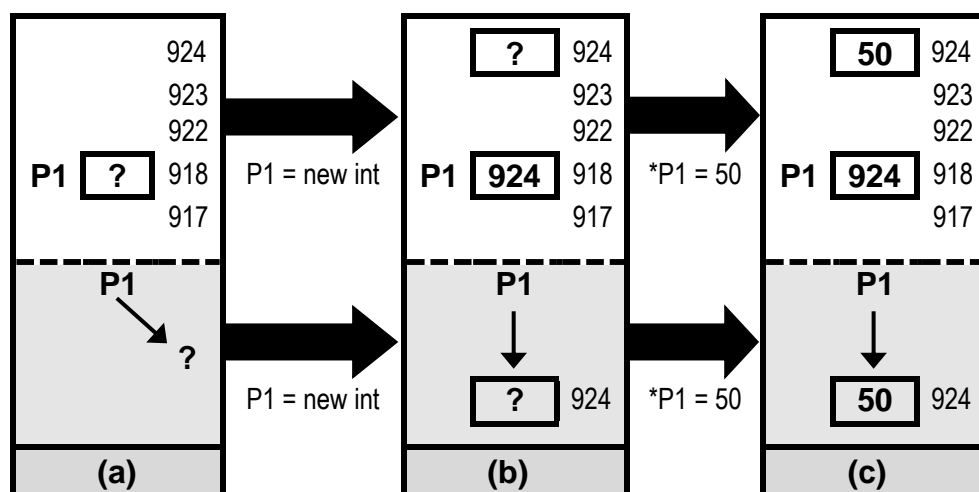 924
923
922
P1 ? 918
917
P1
?
(a)
P1 = new int
P1 = new int
? 924
923
922
P1 924 918
917
P1
? 924
(b)
*P1 = 50
*P1 = 50
50 924
923
922
P1 924 918
917
P1
50 924
(c)